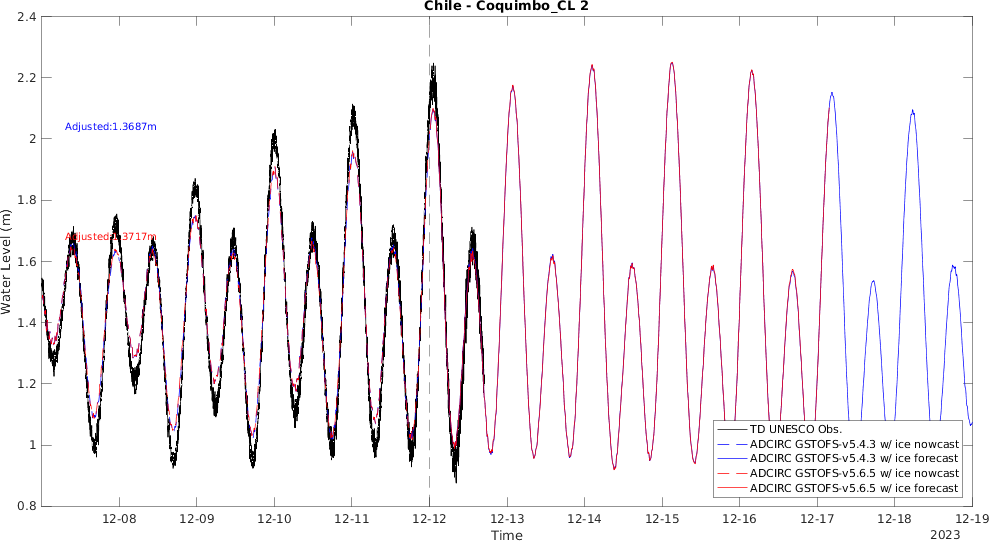 Chile - Coquimbo_CL 2
2.4
2.2
2
1.8
1.6
1.4
1.2
1
0.8
Water Level (m)
Adjusted:1.3687m
Adjusted:1.3717m
TD UNESCO Obs.
ADCIRC GSTOFS-v5.4.3 w/ ice nowcast
ADCIRC GSTOFS-v5.4.3 w/ ice forecast
ADCIRC GSTOFS-v5.6.5 w/ ice nowcast
ADCIRC GSTOFS-v5.6.5 w/ ice forecast
12-08 12-09 12-10 12-11 12-12 12-13 12-14 12-15 12-16 12-17 12-18 12-19
Time
2023